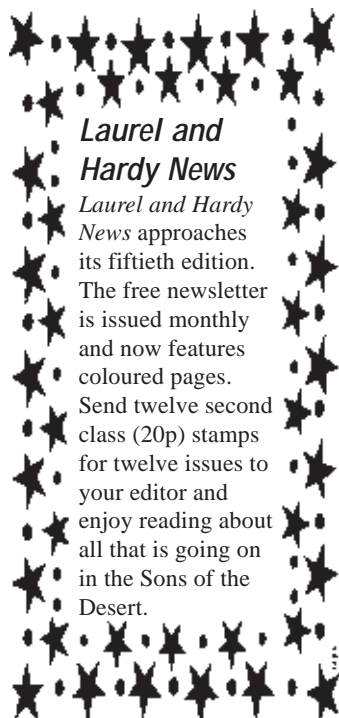 Laurel and
Hardy News
Laurel and Hardy
News approaches
its fiftieth edition.
The free newsletter
is issued monthly
and now features
coloured pages.
Send twelve second
class (20p) stamps
for twelve issues to
your editor and
enjoy reading about
all that is going on
in the Sons of the
Desert.